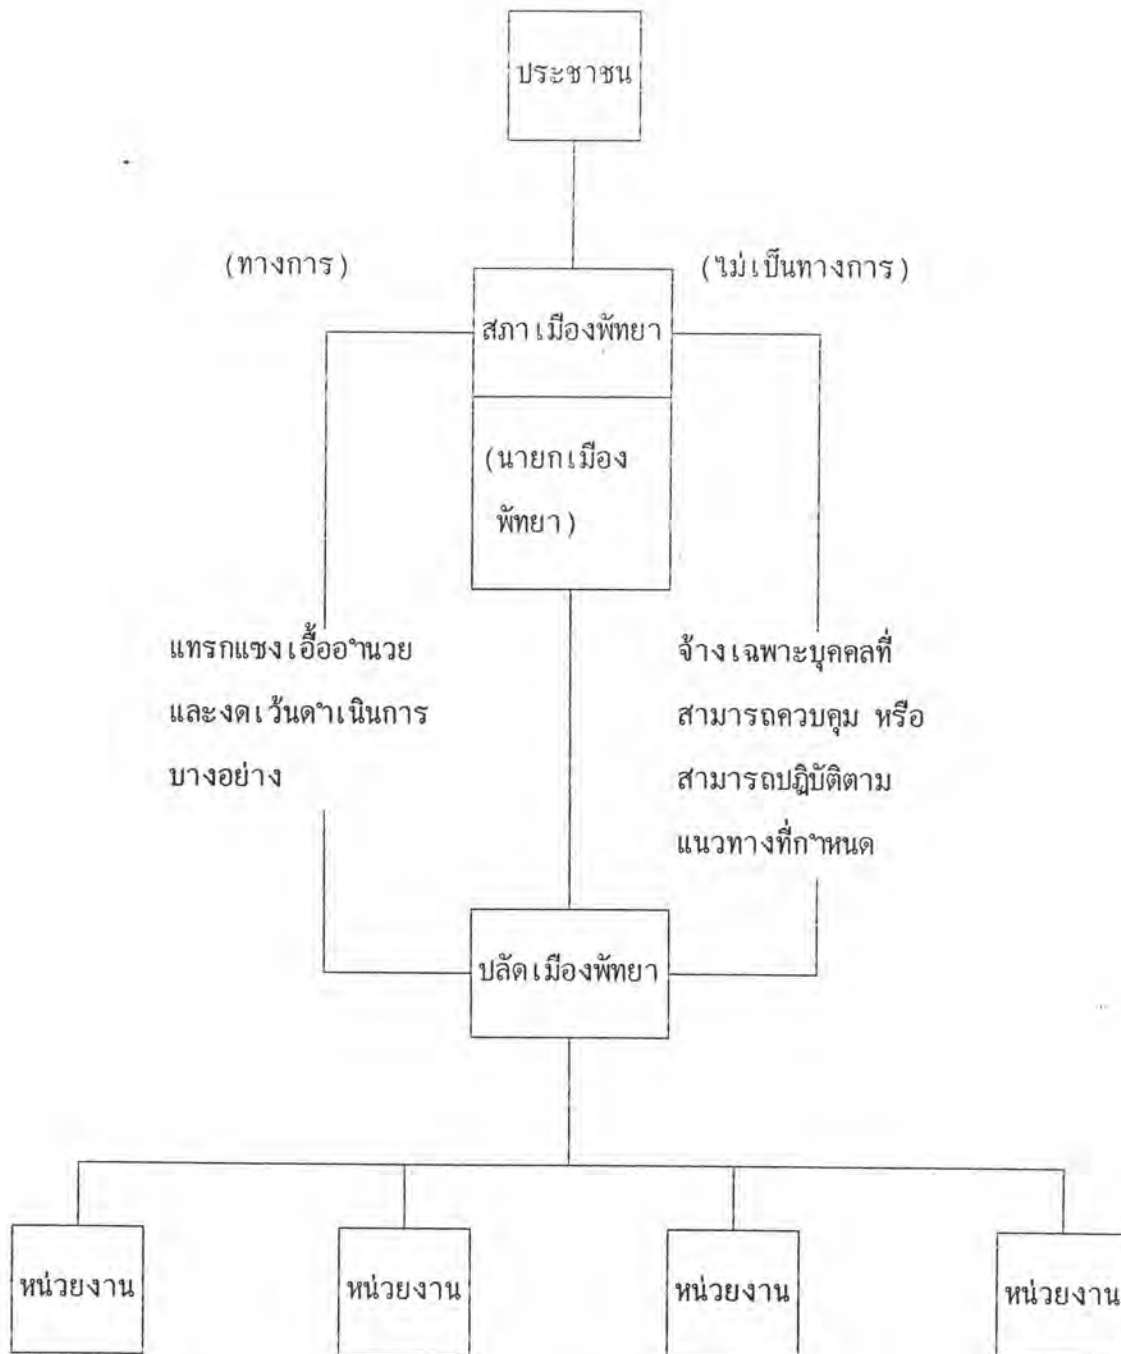 ประชาชน
(ทางการ)
(ไม่เป็นทางการ)
สภาเมืองพัทยา
(นายกเมือง
พัทยา)
แทรกแซงเอื้ออำนวย
และงดเว้นดำเนินการ
บางอย่าง
จ้างเฉพาะบุคคลที่
สามารถควบคุม หรือ
สามารถปฏิบัติตาม
แนวทางที่กำหนด
ปลัดเมืองพัทยา
หน่วยงาน
หน่วยงาน
หน่วยงาน
หน่วยงาน